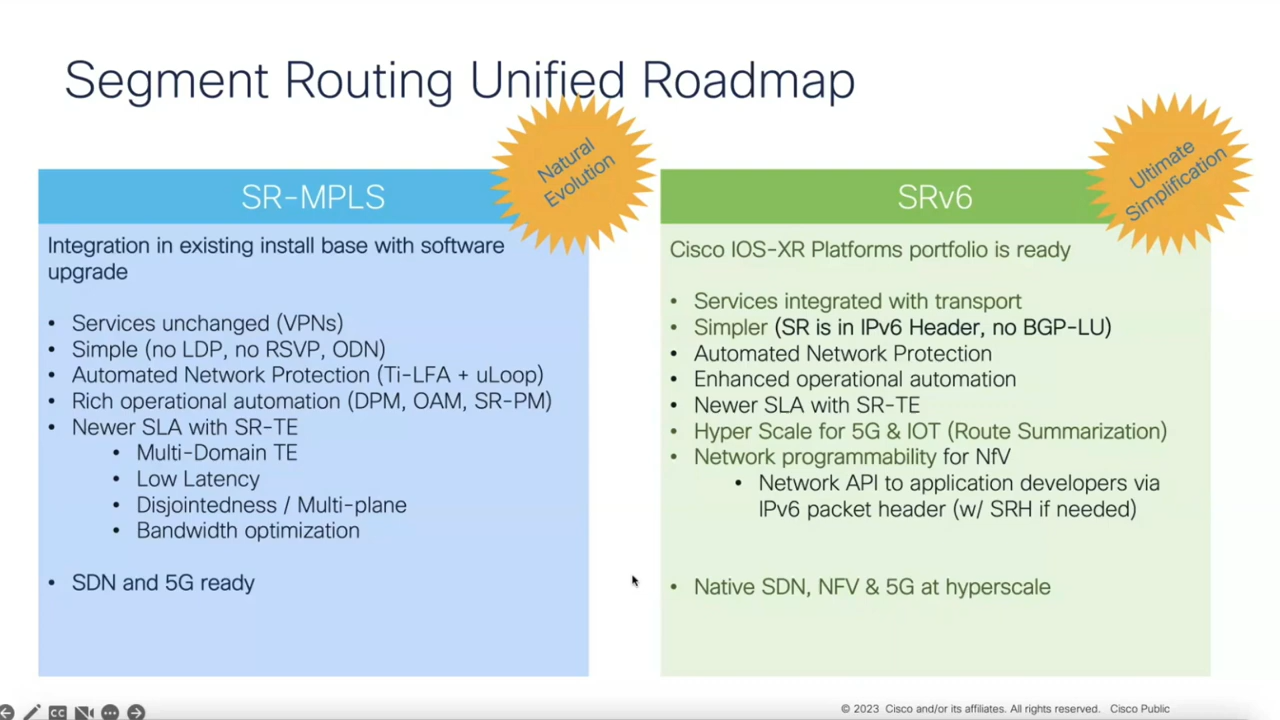 Segment Routing Unified Roadmap
Natural
Evolution
SR-MPLS
Integration in existing install base with software
upgrade
• Services unchanged (VPNs)
• Simple (no LDP, no RSVP, ODN)
• Automated Network Protection (Ti-LFA + uLoop)
• Rich operational automation (DPM, OAM, SR-PM)
• Newer SLA with SR-TE
• Multi-Domain TE
• Low Latency
• Disjointedness / Multi-plane
• Bandwidth optimization
• SDN and 5G ready
Ultimate
Simplification
SRv6
Cisco IOS-XR Platforms portfolio is ready
• Services integrated with transport
• Simpler (SR is in IPv6 Header, no BGP-LU)
• Automated Network Protection
• Enhanced operational automation
• Newer SLA with SR-TE
• Hyper Scale for 5G & IOT (Route Summarization)
• Network programmability for NfV
• Network API to application developers via
IPv6 packet header (w/ SRH if needed)
• Native SDN, NFV & 5G at hyperscale
CC
© 2023 Cisco and/or its affiliates. All rights reserved. Cisco Public